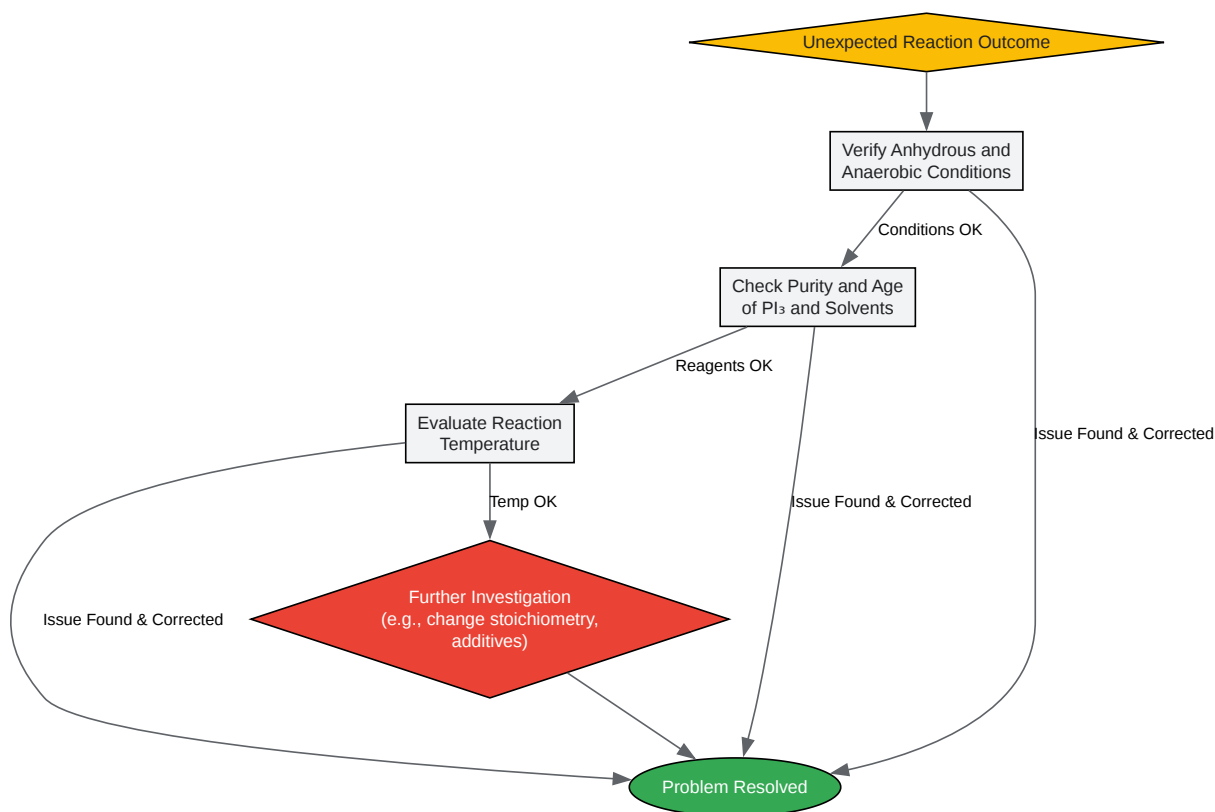 Unexpected Reaction Outcome
Verify Anhydrous and
Anaerobic Conditions
Conditions OK
Check Purity and Age
of PI₃ and Solvents
Reagents OK
Evaluate Reaction
Temperature
Issue Found & Corrected
Temp OK
Issue Found & Corrected
Further Investigation
(e.g., change stoichiometry,
additives)
Issue Found & Corrected
Problem Resolved